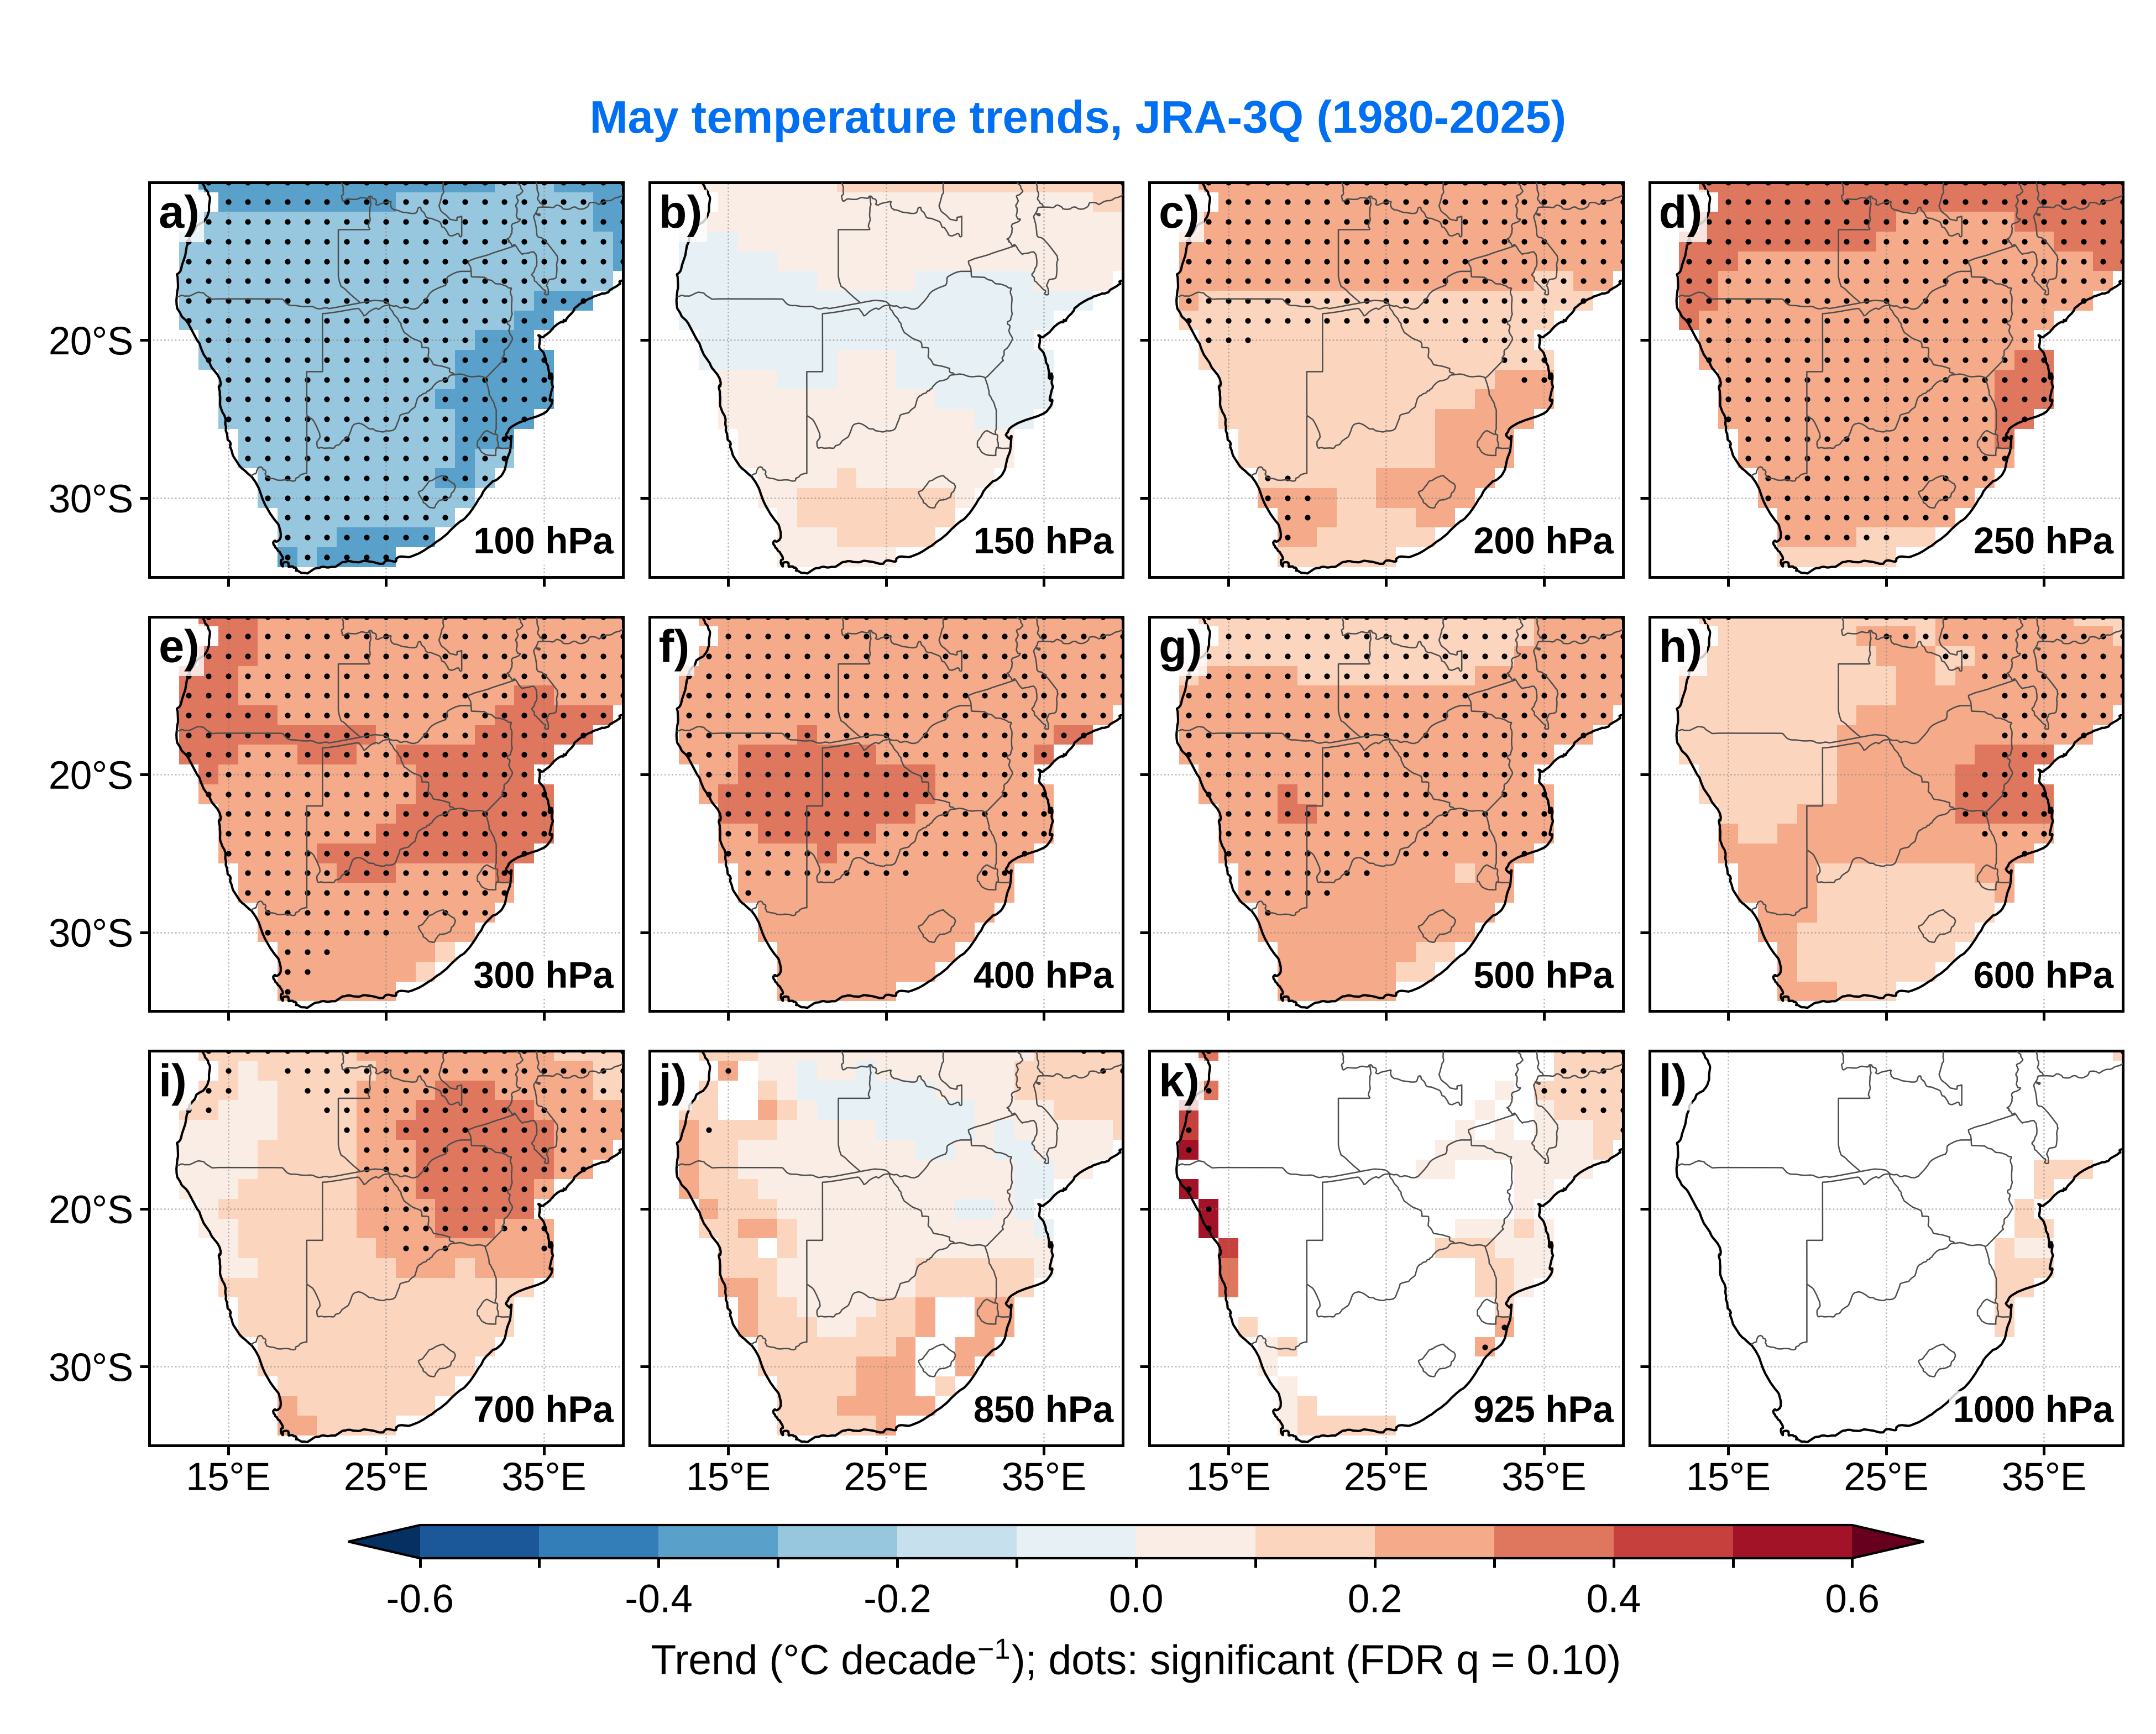 May temperature trends, JRA-3Q (1980-2025)
a)
100 hPa
b)
150 hPa
c)
200 hPa
d)
250 hPa
20°S
30°S
e)
300 hPa
f)
400 hPa
g)
500 hPa
h)
600 hPa
20°S
30°S
i)
700 hPa
j)
850 hPa
k)
925 hPa
l)
1000 hPa
20°S
30°S
15°E 25°E 35°E 15°E 25°E 35°E 15°E 25°E 35°E 15°E 25°E 35°E
-0.6 -0.4 -0.2 0.0 0.2 0.4 0.6
Trend (°C decade⁻¹); dots: significant (FDR q = 0.10)